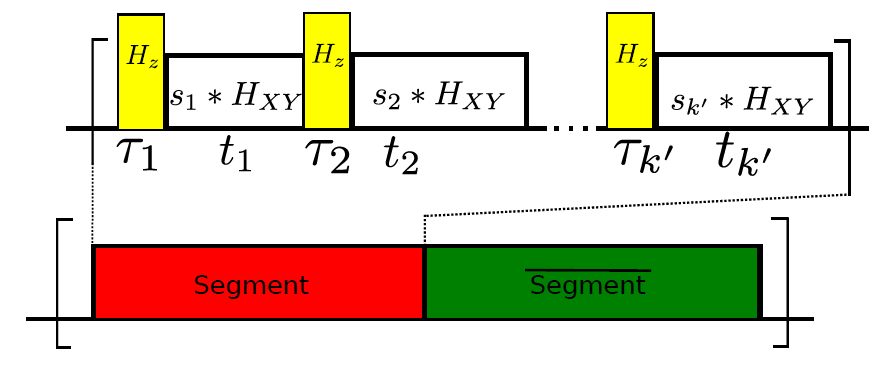 H_z s_1 * H_{XY} H_z s_2 * H_{XY} H_z s_{k'} * H_{XY}
τ_1 t_1 τ_2 t_2 τ_{k'} t_{k'}
Segment \overline{Segment}